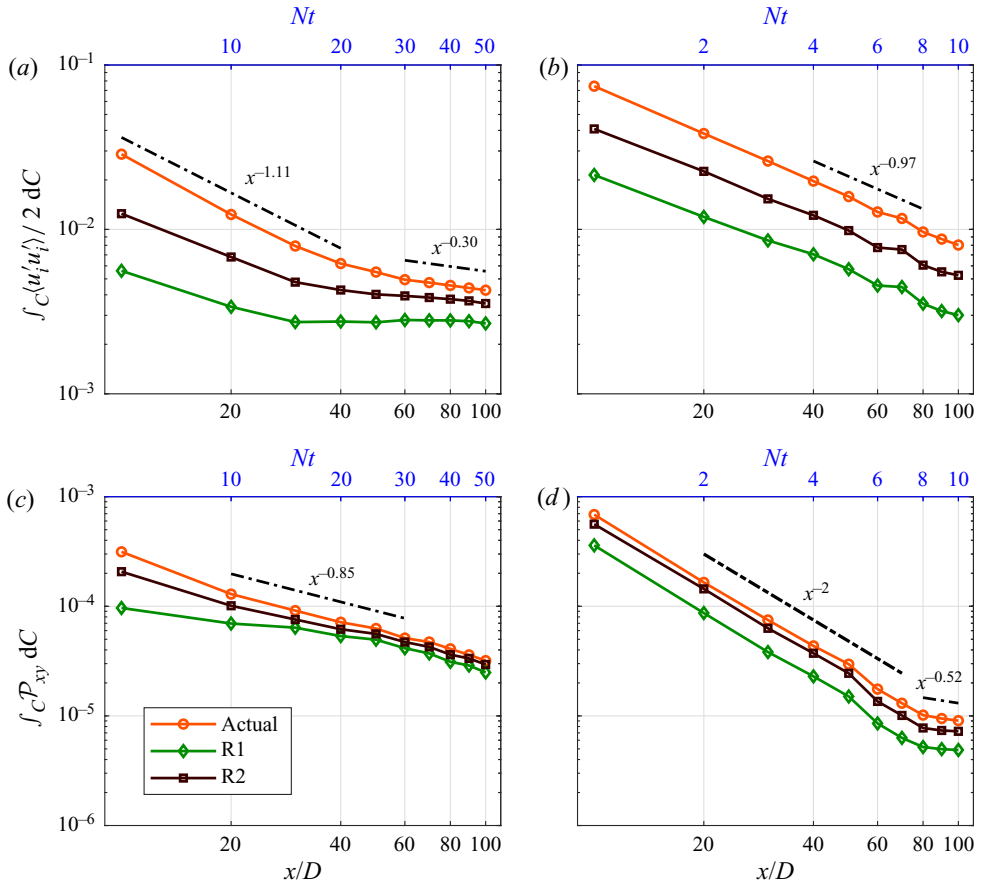 Nt
Nt
10 20 30 40 50
2 4 6 8 10
(a)
(b)
10⁻¹
10⁻²
10⁻³
∫_C⟨u′_i u′_i⟩/ 2 dC
x^−1.11
x^−0.30
x^−0.97
20 40 60 80 100
20 40 60 80 100
Nt
Nt
10 20 30 40 50
2 4 6 8 10
(c)
(d)
10⁻³
10⁻⁴
10⁻⁵
10⁻⁶
∫_C 𝒫_xy dC
x^−0.85
x^−2
x^−0.52
Actual
R1
R2
20 40 60 80 100
20 40 60 80 100
x/D
x/D